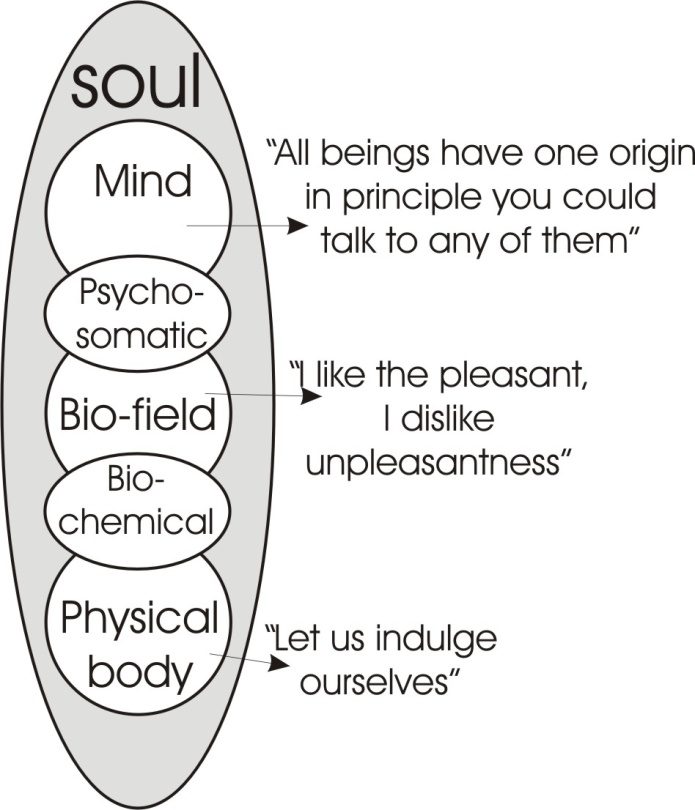 soul
Mind
"All beings have one origin
in principle you could
talk to any of them"
Psycho-
somatic
"I like the pleasant,
I dislike
unpleasantness"
Bio-field
Bio-
chemical
Physical
body
"Let us indulge
ourselves"